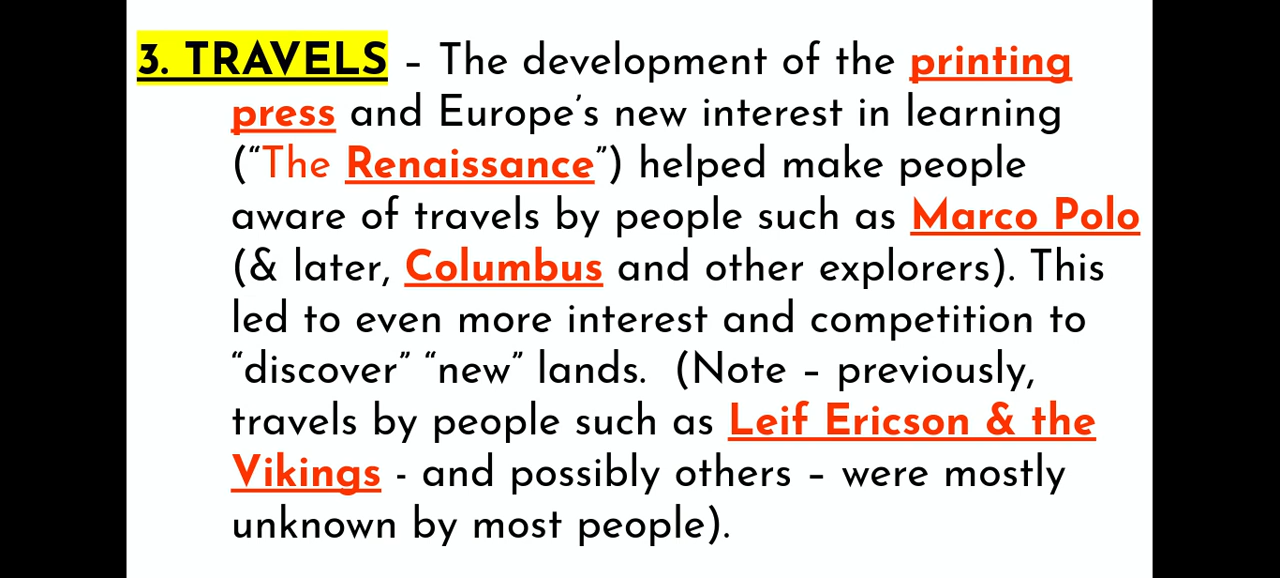 3. TRAVELS – The development of the printing
press and Europe’s new interest in learning
(“The Renaissance”) helped make people
aware of travels by people such as Marco Polo
(& later, Columbus and other explorers). This
led to even more interest and competition to
“discover” “new” lands.  (Note – previously,
travels by people such as Leif Ericson & the
Vikings - and possibly others – were mostly
unknown by most people).